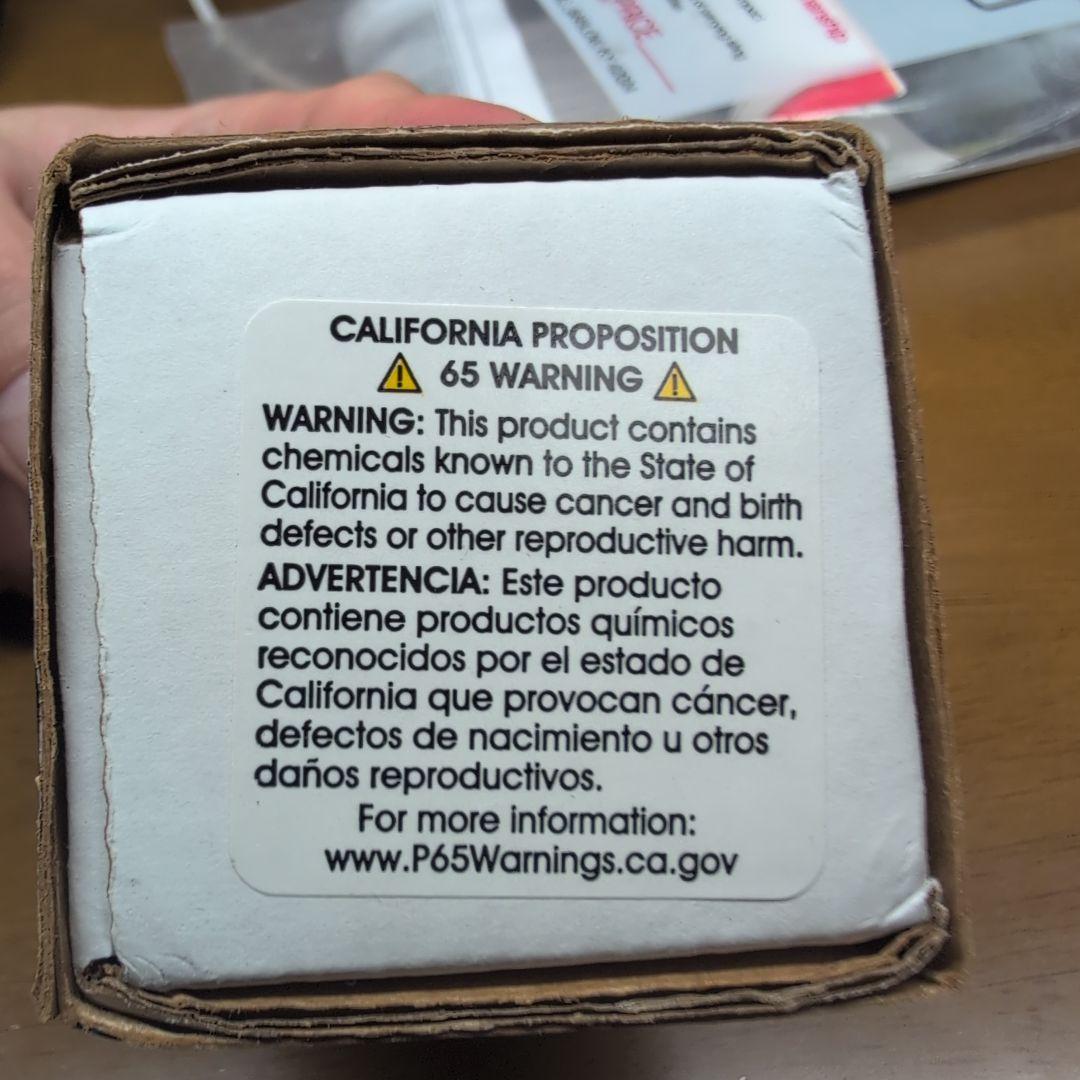 CALIFORNIA PROPOSITION
65 WARNING
WARNING: This product contains
chemicals known to the State of
California to cause cancer and birth
defects or other reproductive harm.
ADVERTENCIA: Este producto
contiene productos químicos
reconocidos por el estado de
California que provocan cáncer,
defectos de nacimiento u otros
daños reproductivos.
For more information:
www.P65Warnings.ca.gov